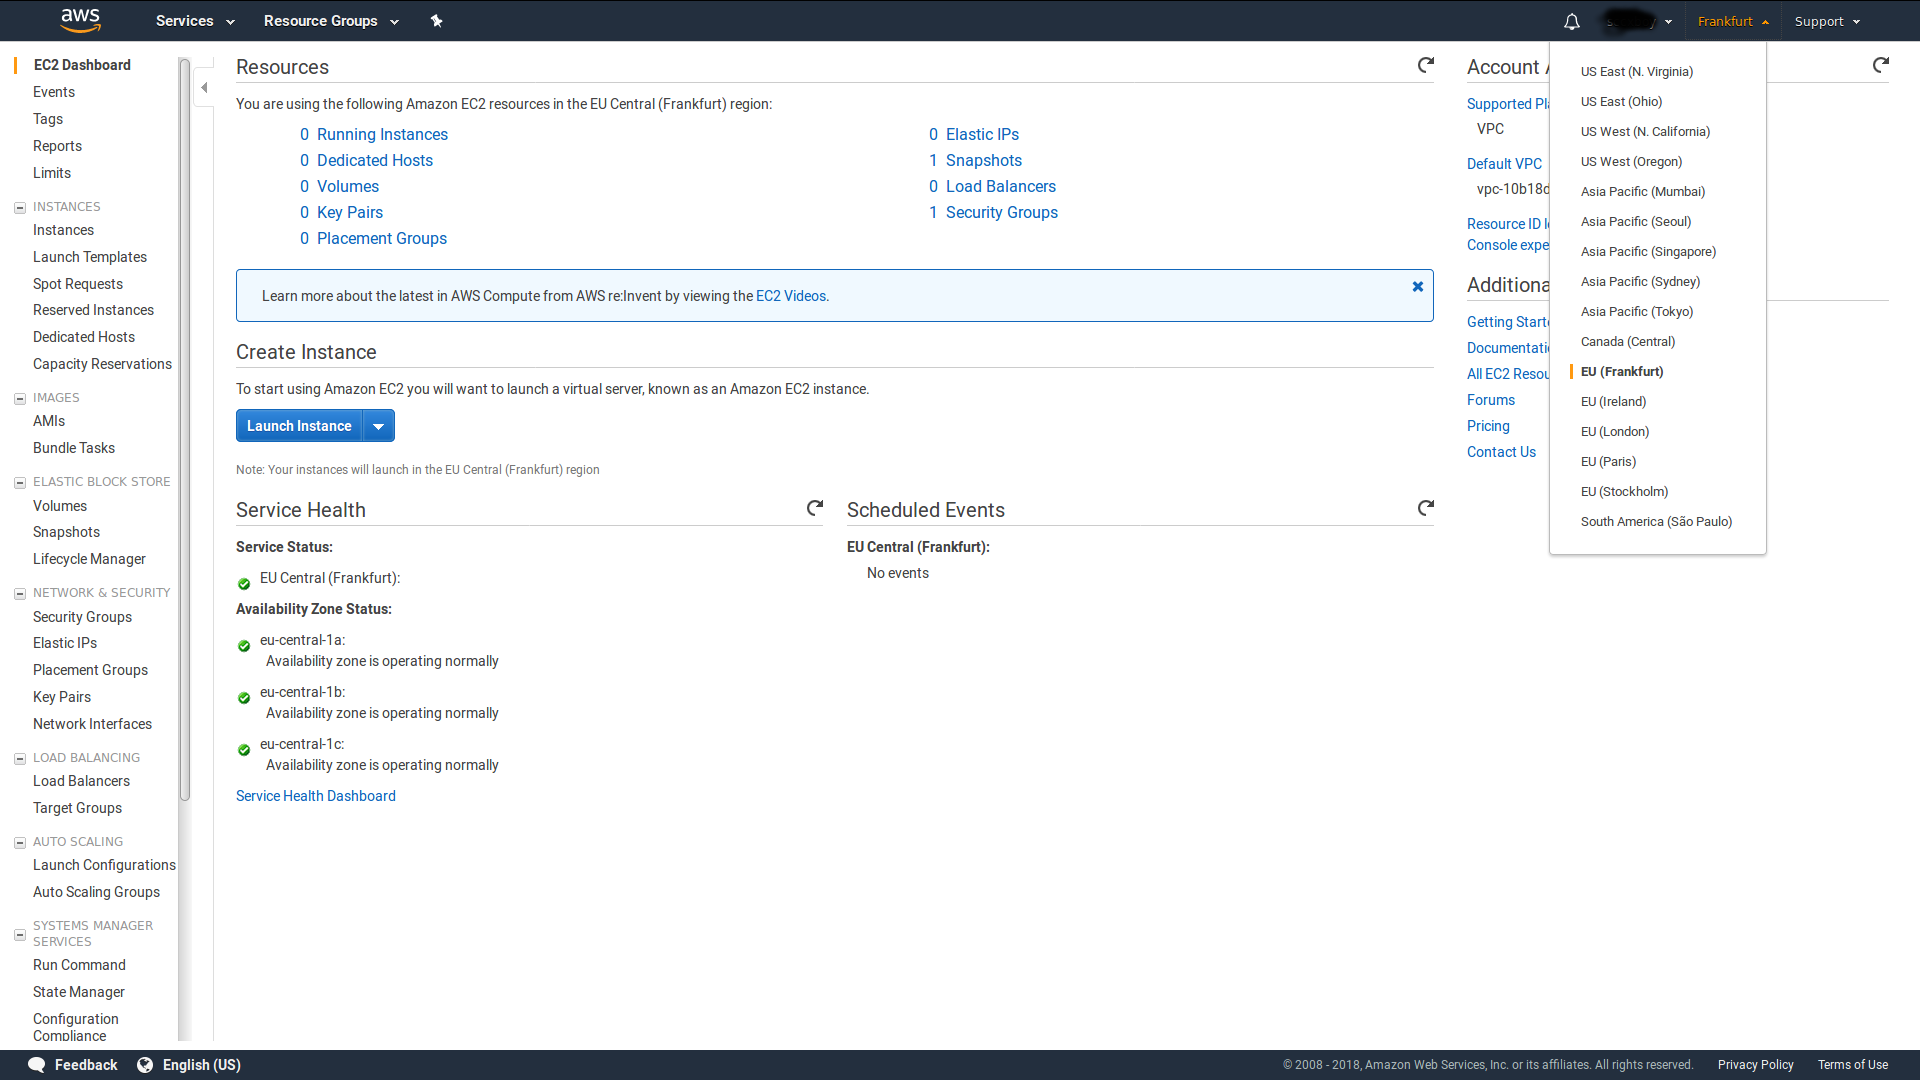 aws Services Resource Groups Frankfurt Support
EC2 Dashboard
Events
Tags
Reports
Limits
INSTANCES
Instances
Launch Templates
Spot Requests
Reserved Instances
Dedicated Hosts
Capacity Reservations
IMAGES
AMIs
Bundle Tasks
ELASTIC BLOCK STORE
Volumes
Snapshots
Lifecycle Manager
NETWORK & SECURITY
Security Groups
Elastic IPs
Placement Groups
Key Pairs
Network Interfaces
LOAD BALANCING
Load Balancers
Target Groups
AUTO SCALING
Launch Configurations
Auto Scaling Groups
SYSTEMS MANAGER
SERVICES
Run Command
State Manager
Configuration
Compliance
Resources
You are using the following Amazon EC2 resources in the EU Central (Frankfurt) region:
0 Running Instances
0 Dedicated Hosts
0 Volumes
0 Key Pairs
0 Placement Groups
0 Elastic IPs
1 Snapshots
0 Load Balancers
1 Security Groups
Learn more about the latest in AWS Compute from AWS re:Invent by viewing the EC2 Videos.
Create Instance
To start using Amazon EC2 you will want to launch a virtual server, known as an Amazon EC2 instance.
Launch Instance
Note: Your instances will launch in the EU Central (Frankfurt) region
Service Health
Service Status:
EU Central (Frankfurt):
Availability Zone Status:
eu-central-1a:
Availability zone is operating normally
eu-central-1b:
Availability zone is operating normally
eu-central-1c:
Availability zone is operating normally
Service Health Dashboard
Scheduled Events
EU Central (Frankfurt):
No events
Account A
Supported Pla
VPC
Default VPC
vpc-10b18d
Resource ID le
Console expe
Additiona
Getting Starte
Documentatio
All EC2 Resou
Forums
Pricing
Contact Us
US East (N. Virginia)
US East (Ohio)
US West (N. California)
US West (Oregon)
Asia Pacific (Mumbai)
Asia Pacific (Seoul)
Asia Pacific (Singapore)
Asia Pacific (Sydney)
Asia Pacific (Tokyo)
Canada (Central)
EU (Frankfurt)
EU (Ireland)
EU (London)
EU (Paris)
EU (Stockholm)
South America (São Paulo)
Feedback English (US) © 2008 - 2018, Amazon Web Services, Inc. or its affiliates. All rights reserved. Privacy Policy Terms of Use